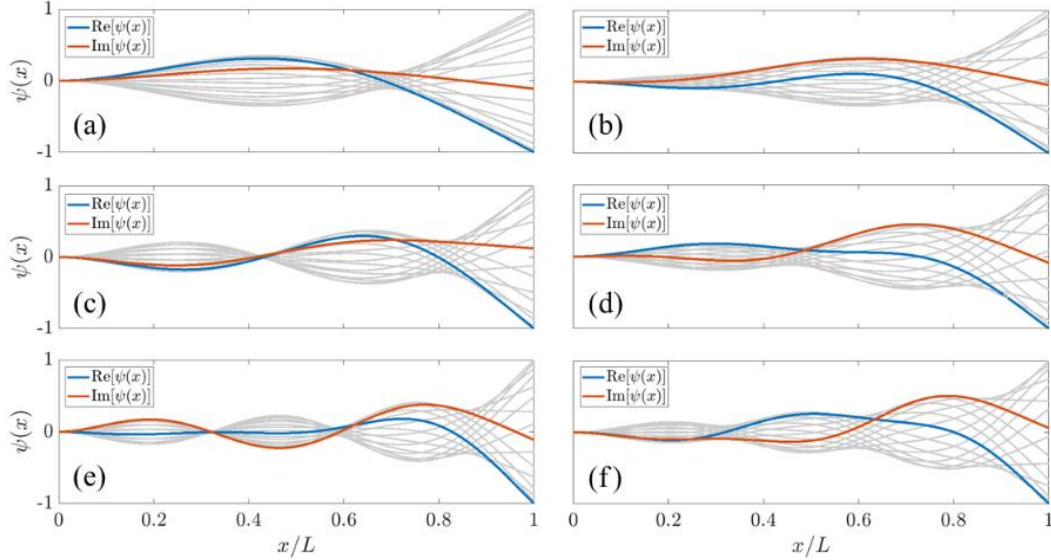 1
Re[ψ(x)]
Im[ψ(x)]
ψ(x)
0
(a)
-1
Re[ψ(x)]
Im[ψ(x)]
(b)
1
Re[ψ(x)]
Im[ψ(x)]
ψ(x)
0
(c)
-1
Re[ψ(x)]
Im[ψ(x)]
(d)
1
Re[ψ(x)]
Im[ψ(x)]
ψ(x)
0
(e)
-1
0 0.2 0.4 0.6 0.8 1
x/L
Re[ψ(x)]
Im[ψ(x)]
(f)
0 0.2 0.4 0.6 0.8 1
x/L